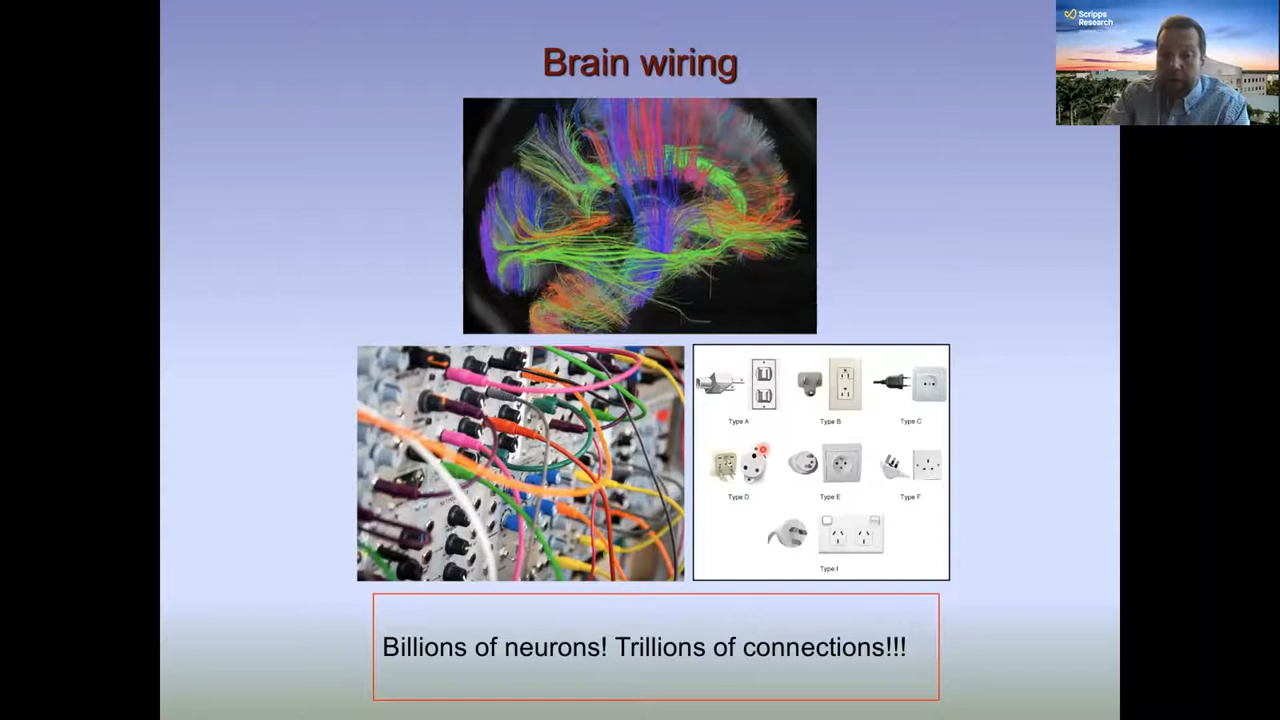 Brain wiring
Scripps
Research
Type A
Type B
Type C
Type D
Type E
Type F
Type I
Billions of neurons! Trillions of connections!!!